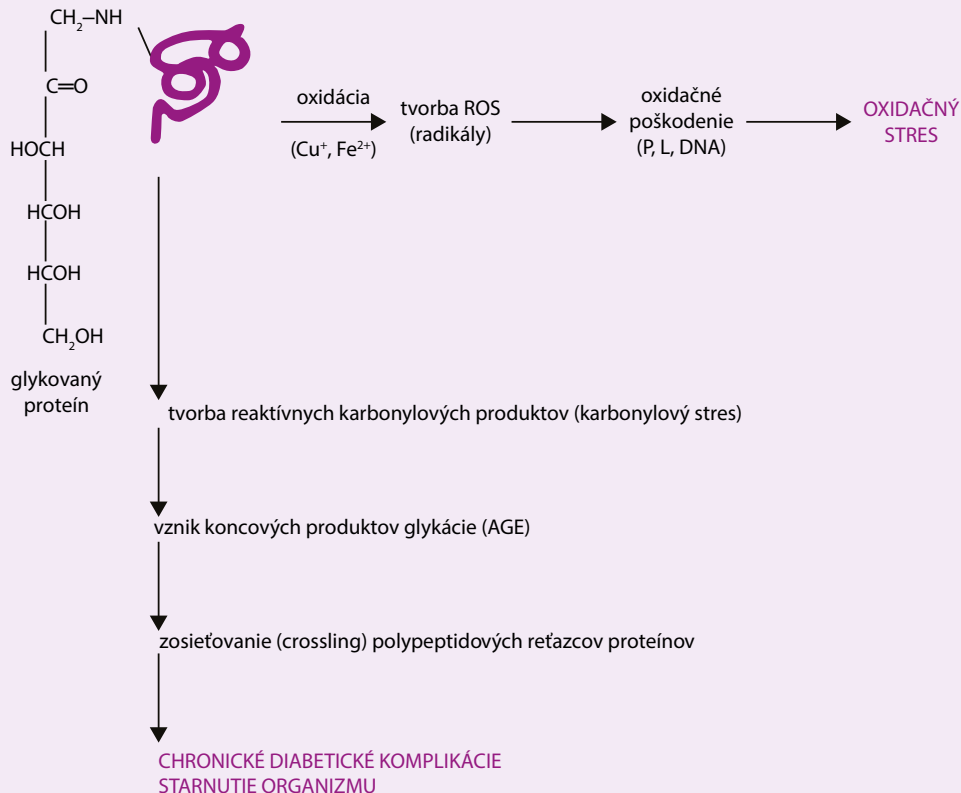 CH₂–NH
C=O
HOCH
HCOH
HCOH
CH₂OH
glykovaný
proteín
oxidácia
(Cu⁺, Fe²⁺)
tvorba ROS
(radikály)
oxidačné
poškodenie
(P, L, DNA)
OXIDAČNÝ
STRES
tvorba reaktívnych karbonylových produktov (karbonylový stres)
vznik koncových produktov glykácie (AGE)
zosieťovanie (crossling) polypeptidových reťazcov proteínov
CHRONICKÉ DIABETICKÉ KOMPLIKÁCIE
STARNUTIE ORGANIZMU